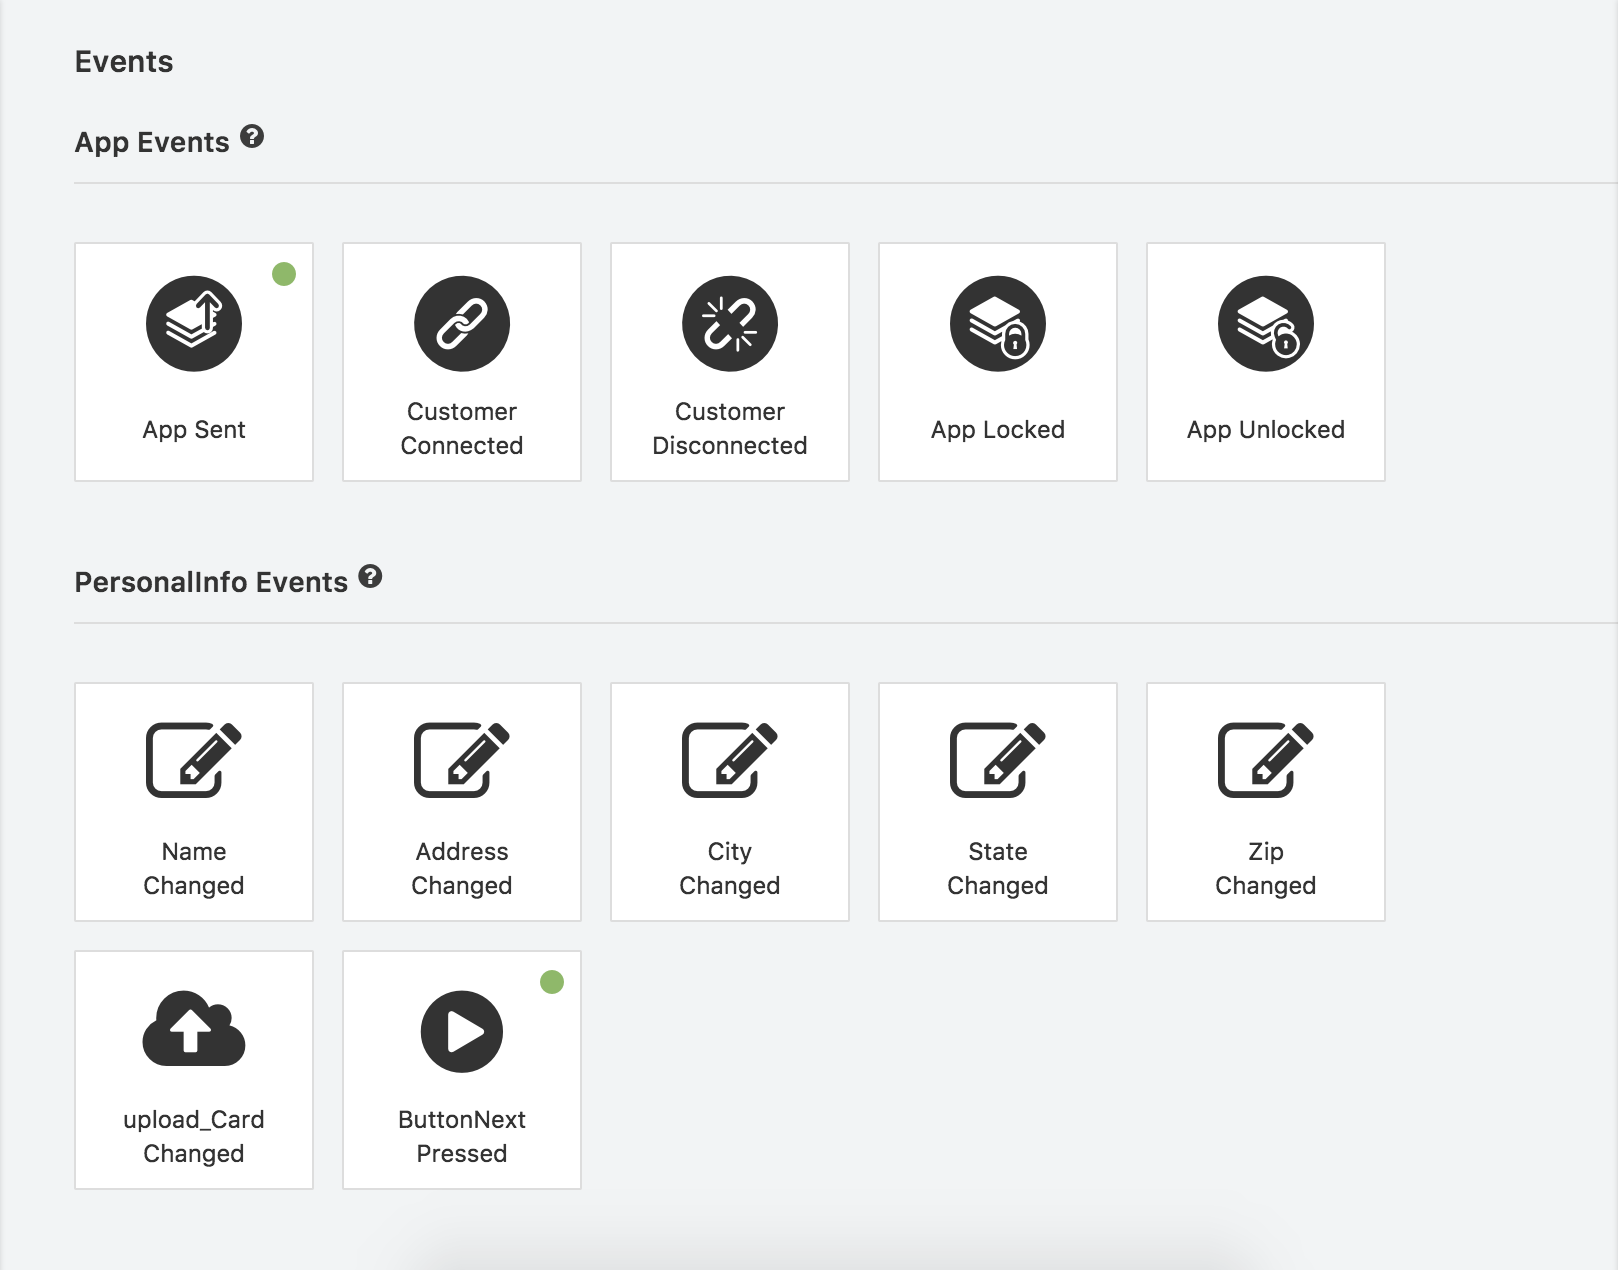 Events
App Events
App Sent
Customer
Connected
Customer
Disconnected
App Locked
App Unlocked
PersonalInfo Events
Name
Changed
Address
Changed
City
Changed
State
Changed
Zip
Changed
upload_Card
Changed
ButtonNext
Pressed